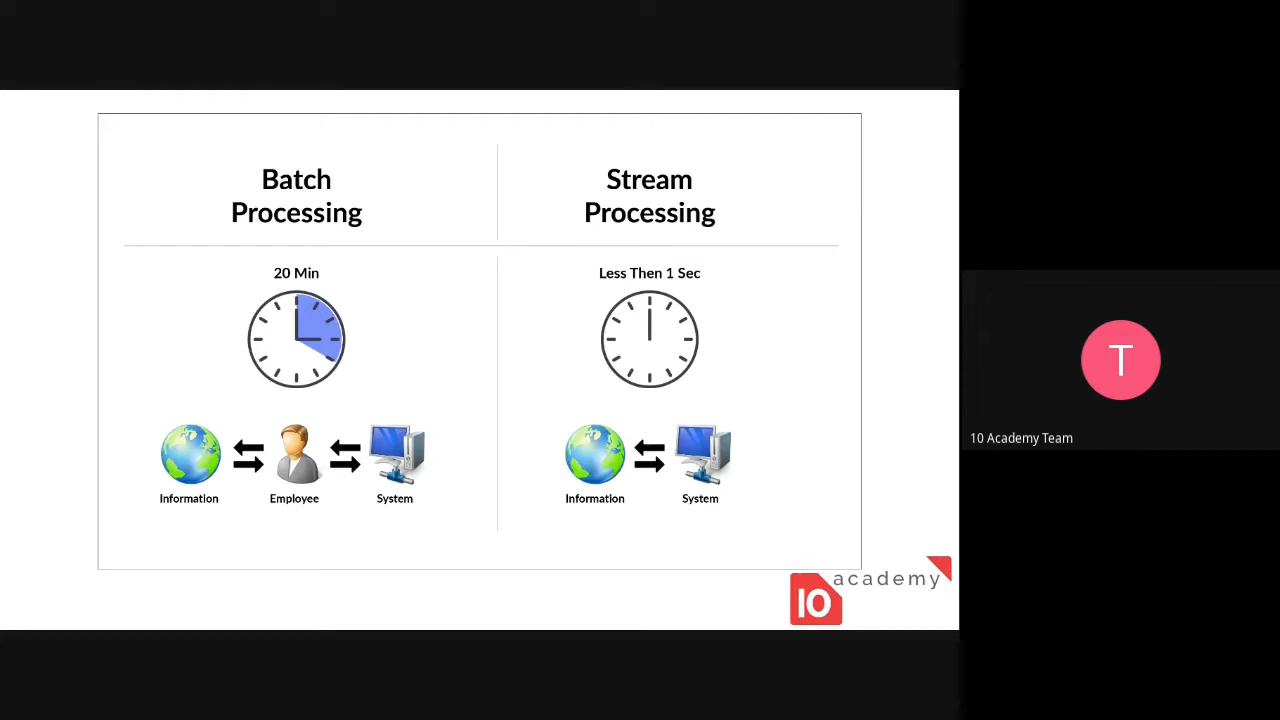 Batch
Processing
Stream
Processing
20 Min
Less Then 1 Sec
Information
Employee
System
Information
System
10 academy
T
10 Academy Team